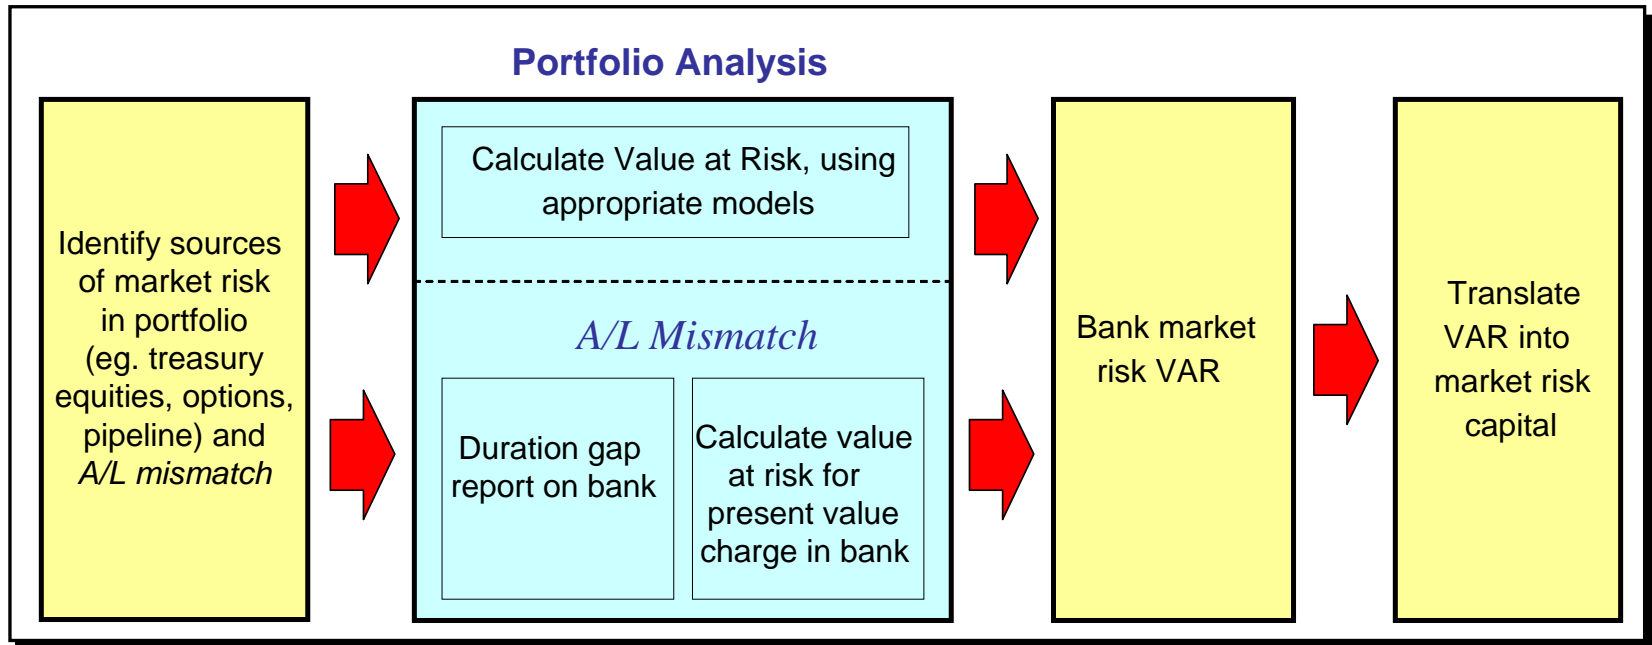 Portfolio Analysis
Identify sources
of market risk
in portfolio
(eg. treasury
equities, options,
pipeline) and
A/L mismatch
Calculate Value at Risk, using
appropriate models
A/L Mismatch
Duration gap
report on bank
Calculate value
at risk for
present value
charge in bank
Bank market
risk VAR
Translate
VAR into
market risk
capital